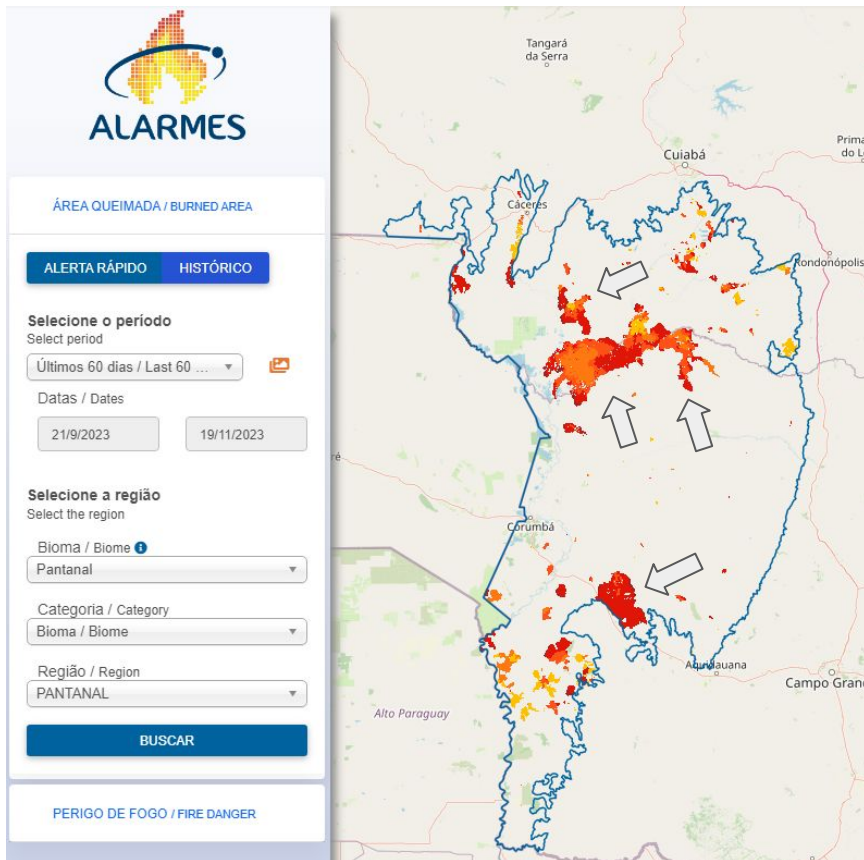 ALARMES
ÁREA QUEIMADA / BURNED AREA
ALERTA RÁPIDO
HISTÓRICO
Selecione o período
Select period
Últimos 60 dias / Last 60 ...
Datas / Dates
21/9/2023
19/11/2023
Selecione a região
Select the region
Bioma / Biome
Pantanal
Categoria / Category
Bioma / Biome
Região / Region
PANTANAL
BUSCAR
PERIGO DE FOGO / FIRE DANGER
Tangará
da Serra
Cuiabá
Prima
do L
Cáceres
Rondonópolis
ré
Corumbá
Aquidauana
Campo Gran
Alto Paraguay